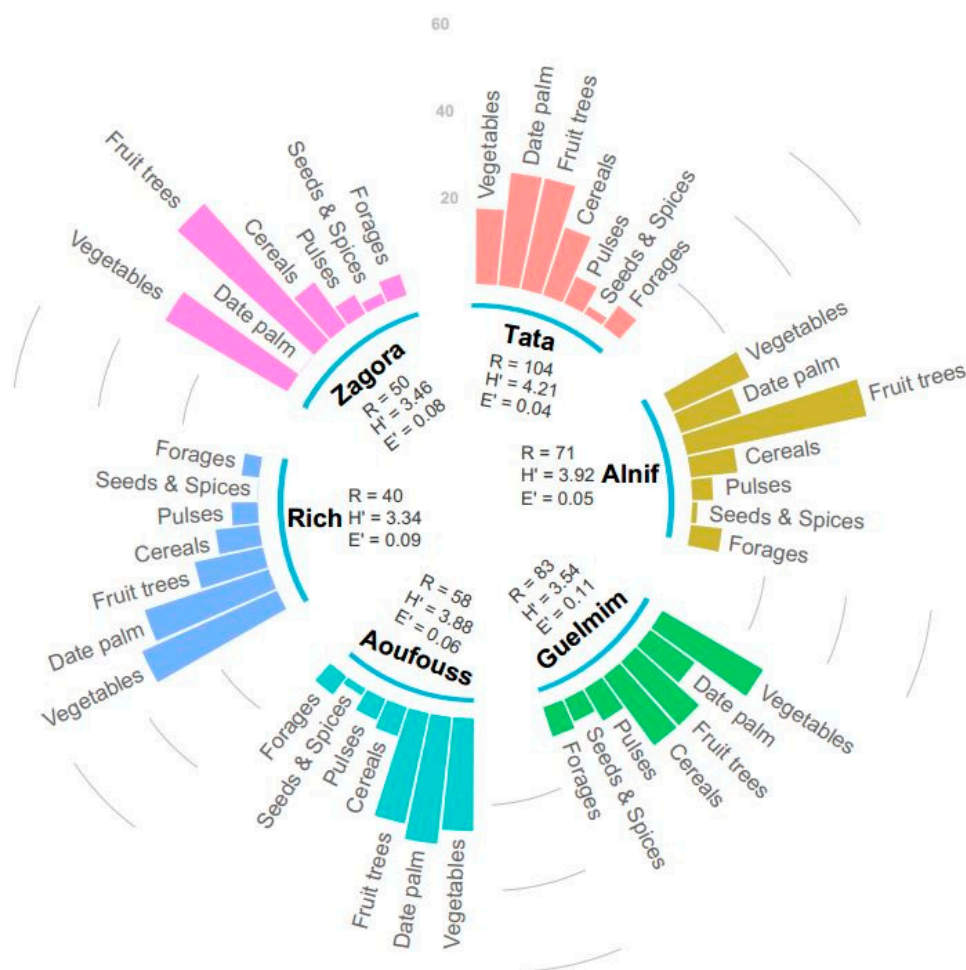 60
40
20
Vegetables
Date palm
Fruit trees
Cereals
Pulses
Seeds & Spices
Forages
Tata
R = 104
H' = 4.21
E' = 0.04
Vegetables
Date palm
Fruit trees
Cereals
Pulses
Seeds & Spices
Forages
Alnif
R = 71
H' = 3.92
E' = 0.05
Vegetables
Date palm
Fruit trees
Cereals
Pulses
Seeds & Spices
Forages
Guelmim
R = 83
H' = 3.54
E' = 0.11
Vegetables
Date palm
Fruit trees
Cereals
Pulses
Seeds & Spices
Forages
Aoufouss
R = 58
H' = 3.88
E' = 0.06
Vegetables
Date palm
Fruit trees
Cereals
Pulses
Seeds & Spices
Forages
Rich
R = 40
H' = 3.34
E' = 0.09
Vegetables
Date palm
Fruit trees
Cereals
Pulses
Seeds & Spices
Forages
Zagora
R = 50
H' = 3.46
E' = 0.08